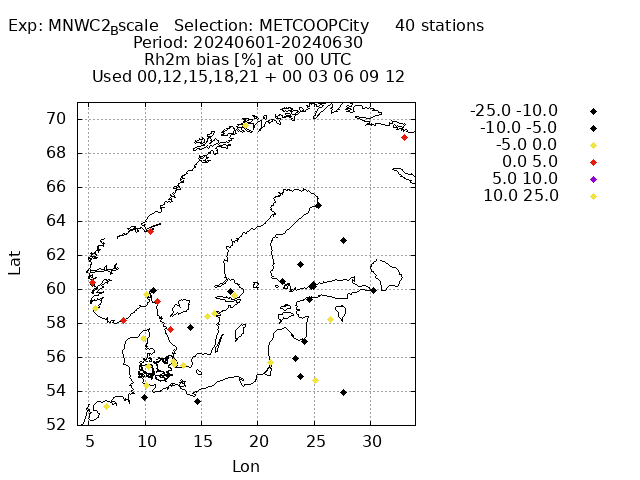 Exp: MNWC2Bscale Selection: METCOOPCity 40 stations
Period: 20240601-20240630
Rh2m bias [%] at 00 UTC
Used 00,12,15,18,21 + 00 03 06 09 12
-25.0 -10.0
-10.0 -5.0
-5.0 0.0
0.0 5.0
5.0 10.0
10.0 25.0
70
68
66
64
62
60
58
56
54
52
Lat
5 10 15 20 25 30
Lon